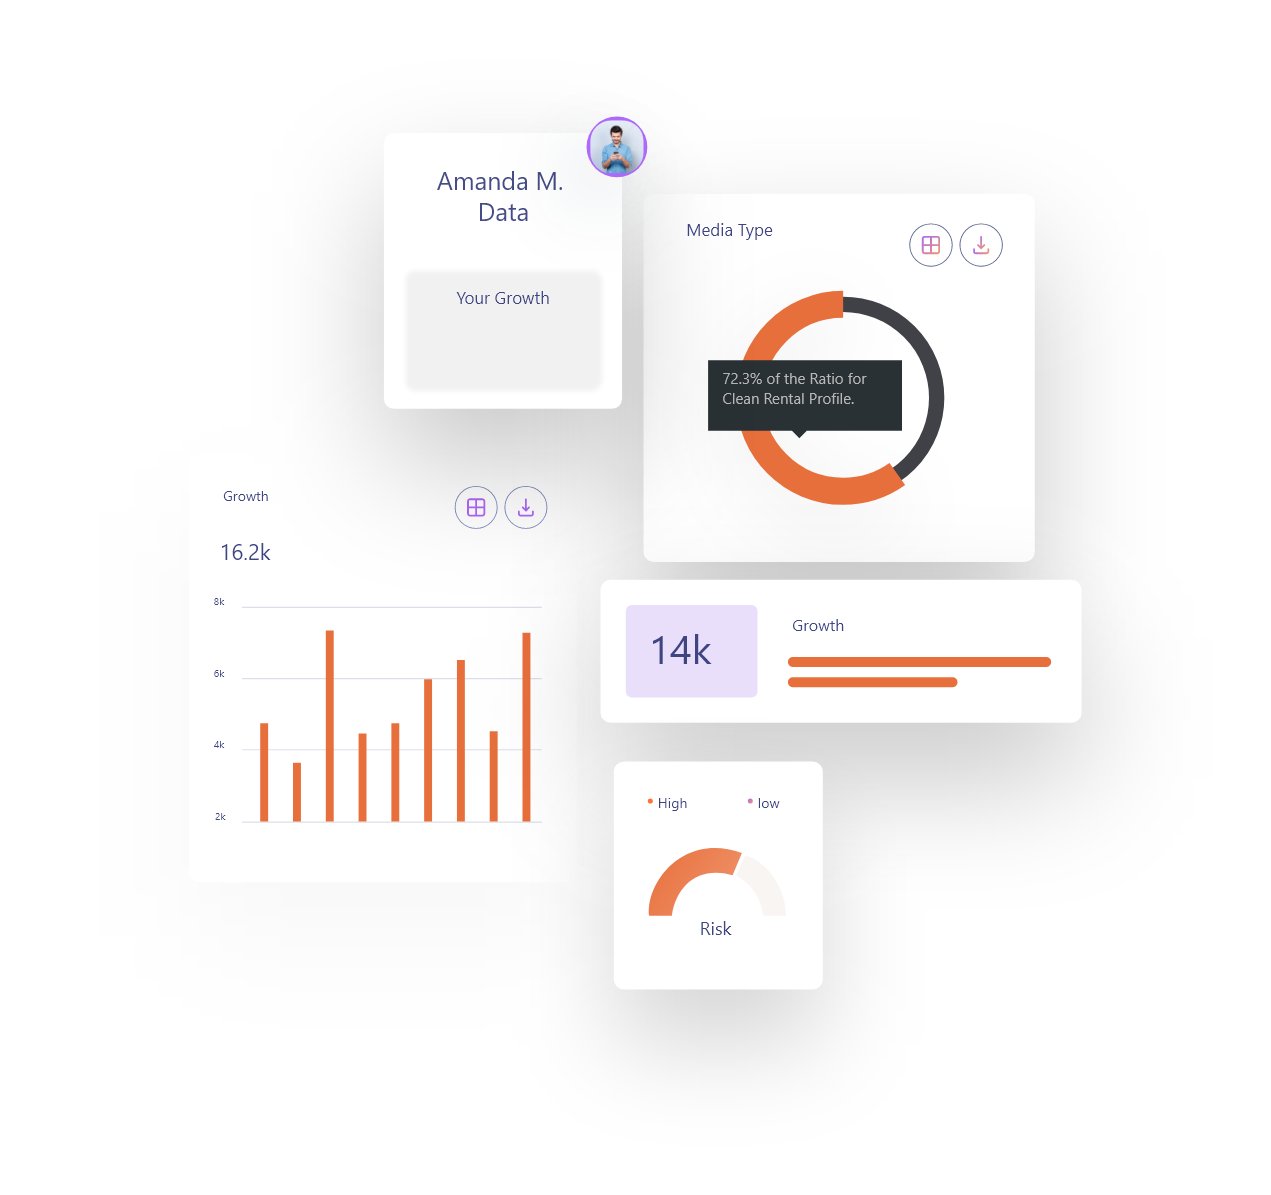 Amanda M.
Data
Your Growth
Media Type
72.3% of the Ratio for
Clean Rental Profile.
Growth
16.2k
8k
6k
4k
2k
14k
Growth
High
low
Risk